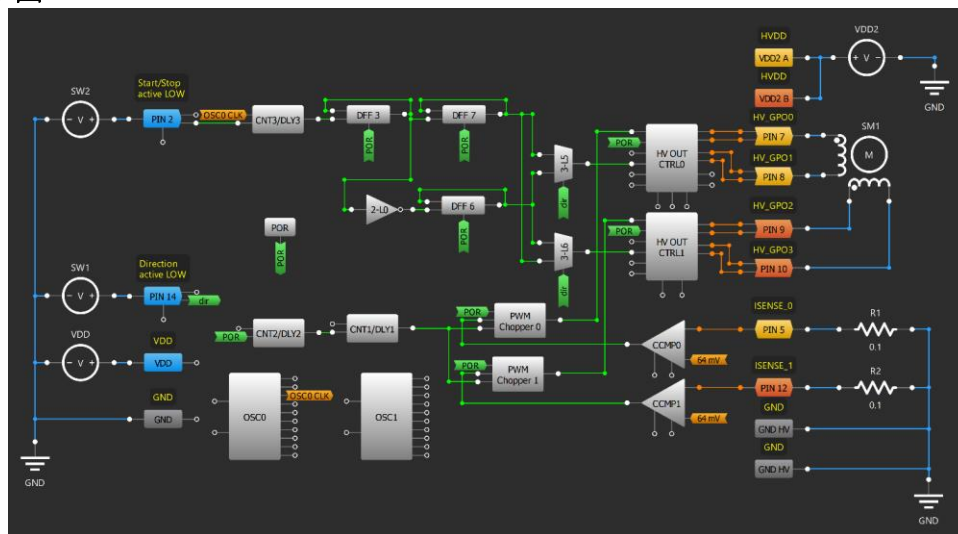 HVDD
VDD2 A
HVDD
VDD2 B
VDD2
+ V -
GND
SW2
- V +
Start/Stop
active LOW
PIN 2
OSC0 CLK
CNT3/DLY3
DFF 3
POR
DFF 7
POR
2-L0
DFF 6
POR
3-L5
dir
3-L6
dir
POR
POR
POR
HV OUT
CTRL0
POR
HV OUT
CTRL1
HV_GPO0
PIN 7
HV_GPO1
PIN 8
HV_GPO2
PIN 9
HV_GPO3
PIN 10
SM1
M
SW1
- V +
Direction
active LOW
PIN 14
dir
VDD
- V +
VDD
VDD
GND
GND
GND
POR
CNT2/DLY2
CNT1/DLY1
OSC0
OSC0 CLK
OSC1
POR
PWM
Chopper 0
POR
PWM
Chopper 1
CCMP0
64 mV
CCMP1
64 mV
ISENSE_0
PIN 5
R1
0.1
ISENSE_1
PIN 12
R2
0.1
GND
GND HV
GND
GND HV
GND